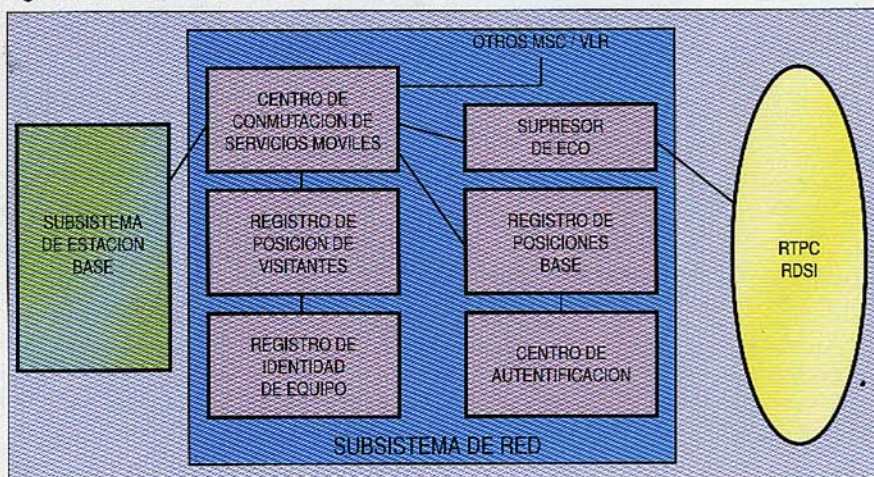 OTROS MSC / VLR
CENTRO DE
CONMUTACION DE
SERVICIOS MOVILES
SUPRESOR
DE ECO
SUBSISTEMA
DE ESTACION
BASE
REGISTRO DE
POSICION DE
VISITANTES
REGISTRO DE
POSICIONES
BASE
RTPC
RDSI
REGISTRO DE
IDENTIDAD
DE EQUIPO
CENTRO DE
AUTENTIFICACION
SUBSISTEMA DE RED